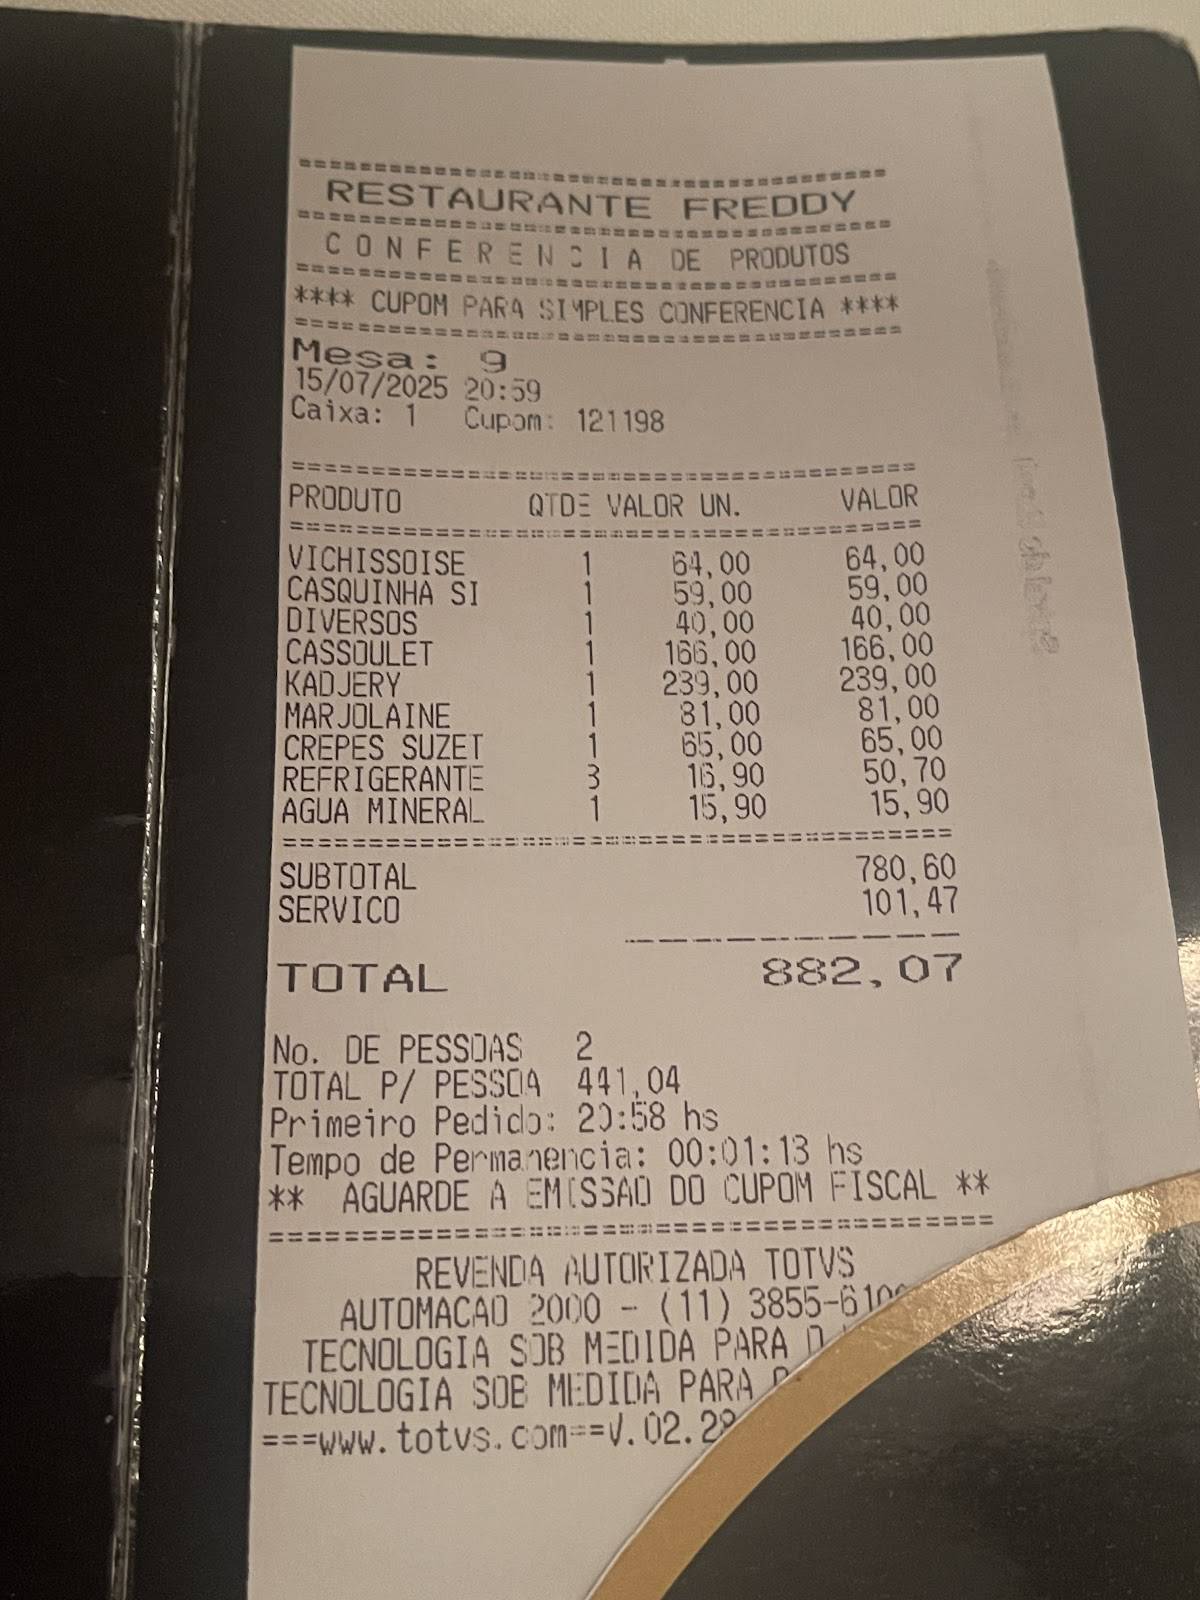 ==================================
RESTAURANTE FREDDY
==================================
CONFERENCIA DE PRODUTOS
==================================
**** CUPOM PARA SIMPLES CONFERENCIA ****
==================================
Mesa: 9
15/07/2025 20:59
Caixa: 1 Cupom: 121198
==================================
PRODUTO QTDE VALOR UN. VALOR
==================================
VICHISSOISE 1 64,00 64,00
CASQUINHA SI 1 59,00 59,00
DIVERSOS 1 40,00 40,00
CASSOULET 1 166,00 166,00
KADJERY 1 239,00 239,00
MARJOLAINE 1 81,00 81,00
CREPES SUZET 1 65,00 65,00
REFRIGERANTE 3 16,90 50,70
AGUA MINERAL 1 15,90 15,90
==================================
SUBTOTAL 780,60
SERVICO 101,47
TOTAL 882,07
No. DE PESSOAS 2
TOTAL P/ PESSOA 441,04
Primeiro Pedido: 20:58 hs
Tempo de Permanencia: 00:01:13 hs
** AGUARDE A EMISSAO DO CUPOM FISCAL **
==================================
REVENDA AUTORIZADA TOTVS
AUTOMACAO 2000 - (11) 3855-610
TECNOLOGIA SOB MEDIDA PARA O
TECNOLOGIA SOB MEDIDA PARA O
===www.totvs.com==V.02.2